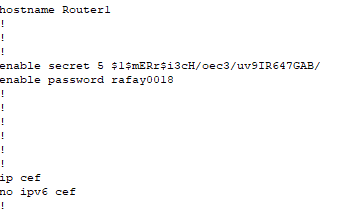 hostname Router1
!
!
!
enable secret 5 $1$mERr$i3cH/oec3/uv9IR647GAB/
enable password rafay0018
!
!
!
!
!
!
ip cef
no ipv6 cef
!